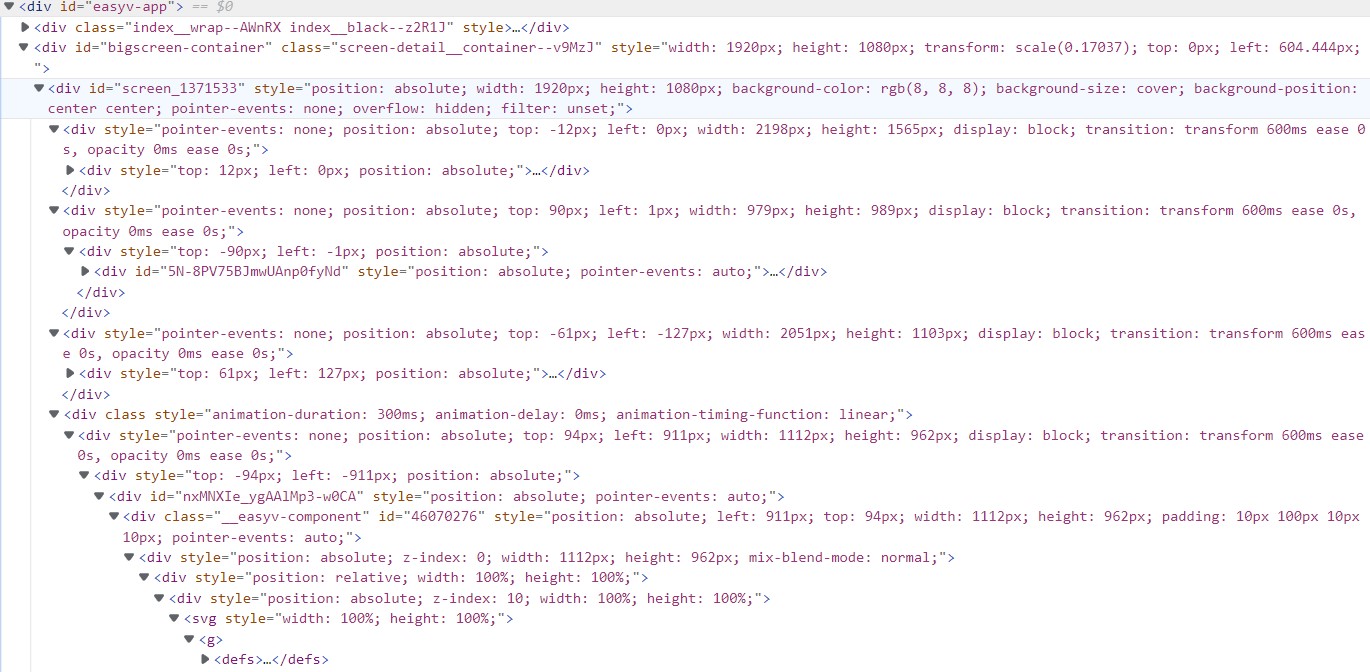 <div id="easyv-app"> == $0
<div class="index__wrap--AWnRX index__black--z2R1J" style>…</div>
<div id="bigscreen-container" class="screen-detail__container--v9MzJ" style="width: 1920px; height: 1080px; transform: scale(0.17037); top: 0px; left: 604.444px;
">
<div id="screen_1371533" style="position: absolute; width: 1920px; height: 1080px; background-color: rgb(8, 8, 8); background-size: cover; background-position:
center center; pointer-events: none; overflow: hidden; filter: unset;">
<div style="pointer-events: none; position: absolute; top: -12px; left: 0px; width: 2198px; height: 1565px; display: block; transition: transform 600ms ease 0
s, opacity 0ms ease 0s;">
<div style="top: 12px; left: 0px; position: absolute;">…</div>
</div>
<div style="pointer-events: none; position: absolute; top: 90px; left: 1px; width: 979px; height: 989px; display: block; transition: transform 600ms ease 0s,
opacity 0ms ease 0s;">
<div style="top: -90px; left: -1px; position: absolute;">
<div id="5N-8PV75BJmwUAnp0fyNd" style="position: absolute; pointer-events: auto;">…</div>
</div>
</div>
<div style="pointer-events: none; position: absolute; top: -61px; left: -127px; width: 2051px; height: 1103px; display: block; transition: transform 600ms eas
e 0s, opacity 0ms ease 0s;">
<div style="top: 61px; left: 127px; position: absolute;">…</div>
</div>
<div class style="animation-duration: 300ms; animation-delay: 0ms; animation-timing-function: linear;">
<div style="pointer-events: none; position: absolute; top: 94px; left: 911px; width: 1112px; height: 962px; display: block; transition: transform 600ms ease
0s, opacity 0ms ease 0s;">
<div style="top: -94px; left: -911px; position: absolute;">
<div id="nxMNXIe_ygAAlMp3-w0CA" style="position: absolute; pointer-events: auto;">
<div class="__easyv-component" id="46070276" style="position: absolute; left: 911px; top: 94px; width: 1112px; height: 962px; padding: 10px 100px 10px
10px; pointer-events: auto;">
<div style="position: absolute; z-index: 0; width: 1112px; height: 962px; mix-blend-mode: normal;">
<div style="position: relative; width: 100%; height: 100%;">
<div style="position: absolute; z-index: 10; width: 100%; height: 100%;">
<svg style="width: 100%; height: 100%;">
<g>
<defs>…</defs>